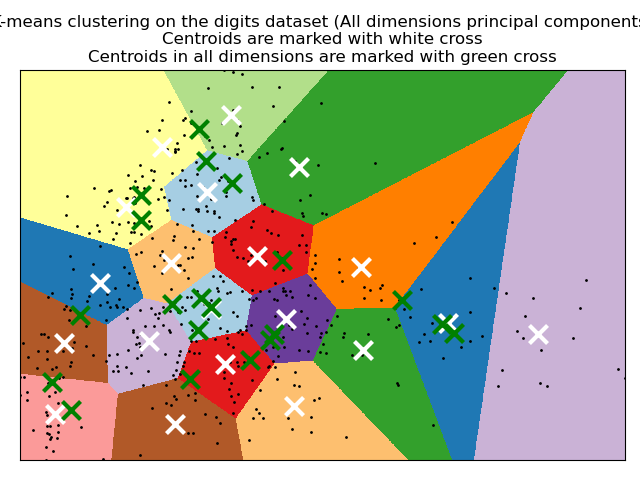 -means clustering on the digits dataset (All dimensions principal components
Centroids are marked with white cross
Centroids in all dimensions are marked with green cross